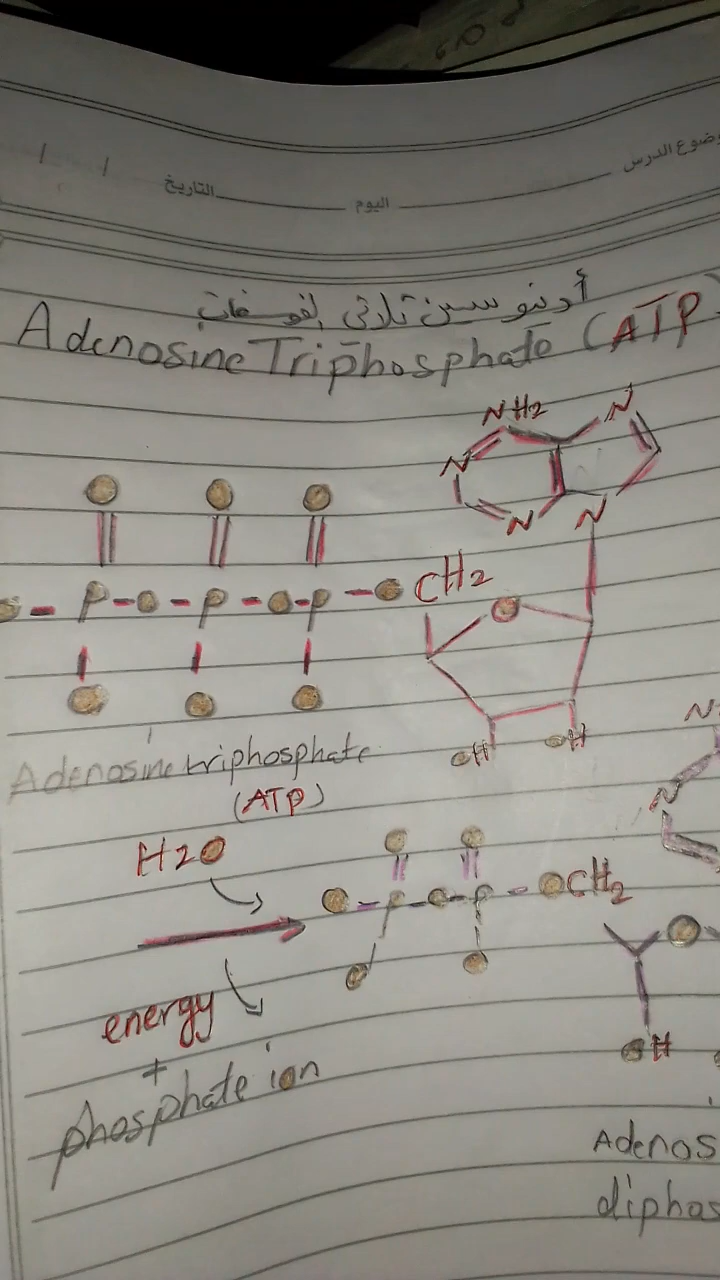 وضوع الدرس
اليوم
التاريخ
أدينوسين ثلاثي الفوسفات
Adenosine Triphosphate (ATP)
NH2
N
N
N
N
P
P
P
CH2
OH
OH
Adenosine triphosphate
(ATP)
H2O
P
P
CH2
N
N
energy
+
phosphate ion
OH
Adenos
diphos